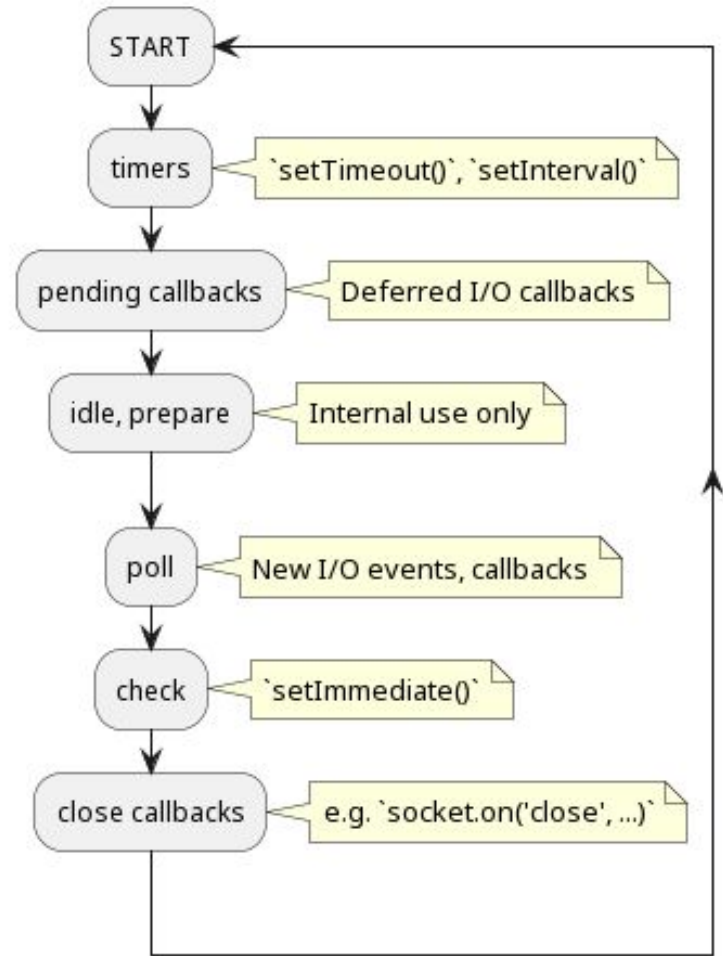 START
timers
`setTimeout()`, `setInterval()`
pending callbacks
Deferred I/O callbacks
idle, prepare
Internal use only
poll
New I/O events, callbacks
check
`setImmediate()`
close callbacks
e.g. `socket.on('close', ...)`